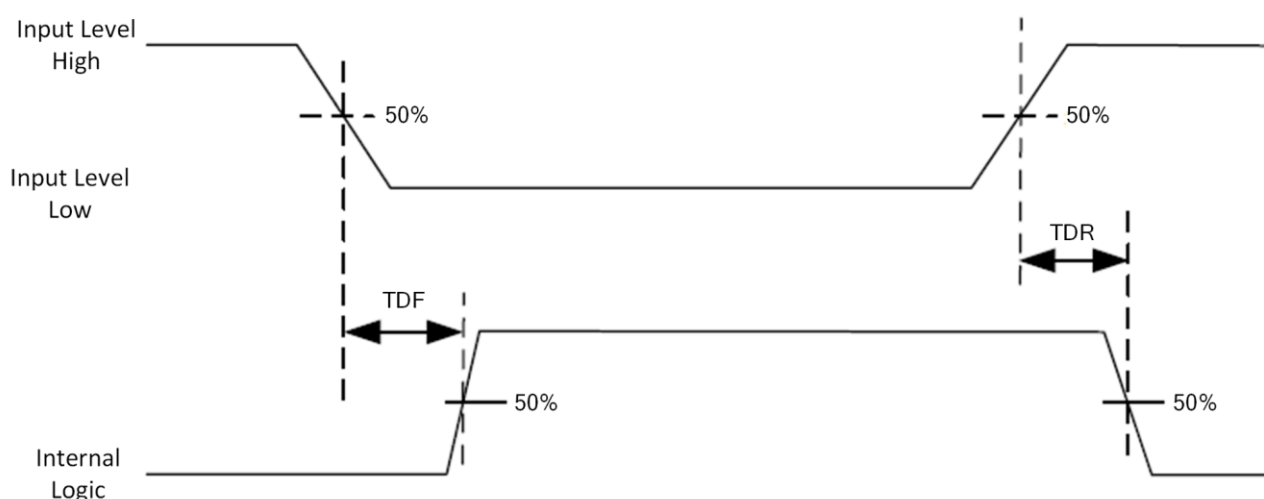 Input Level
High
50%
50%
Input Level
Low
TDR
TDF
50%
50%
Internal
Logic